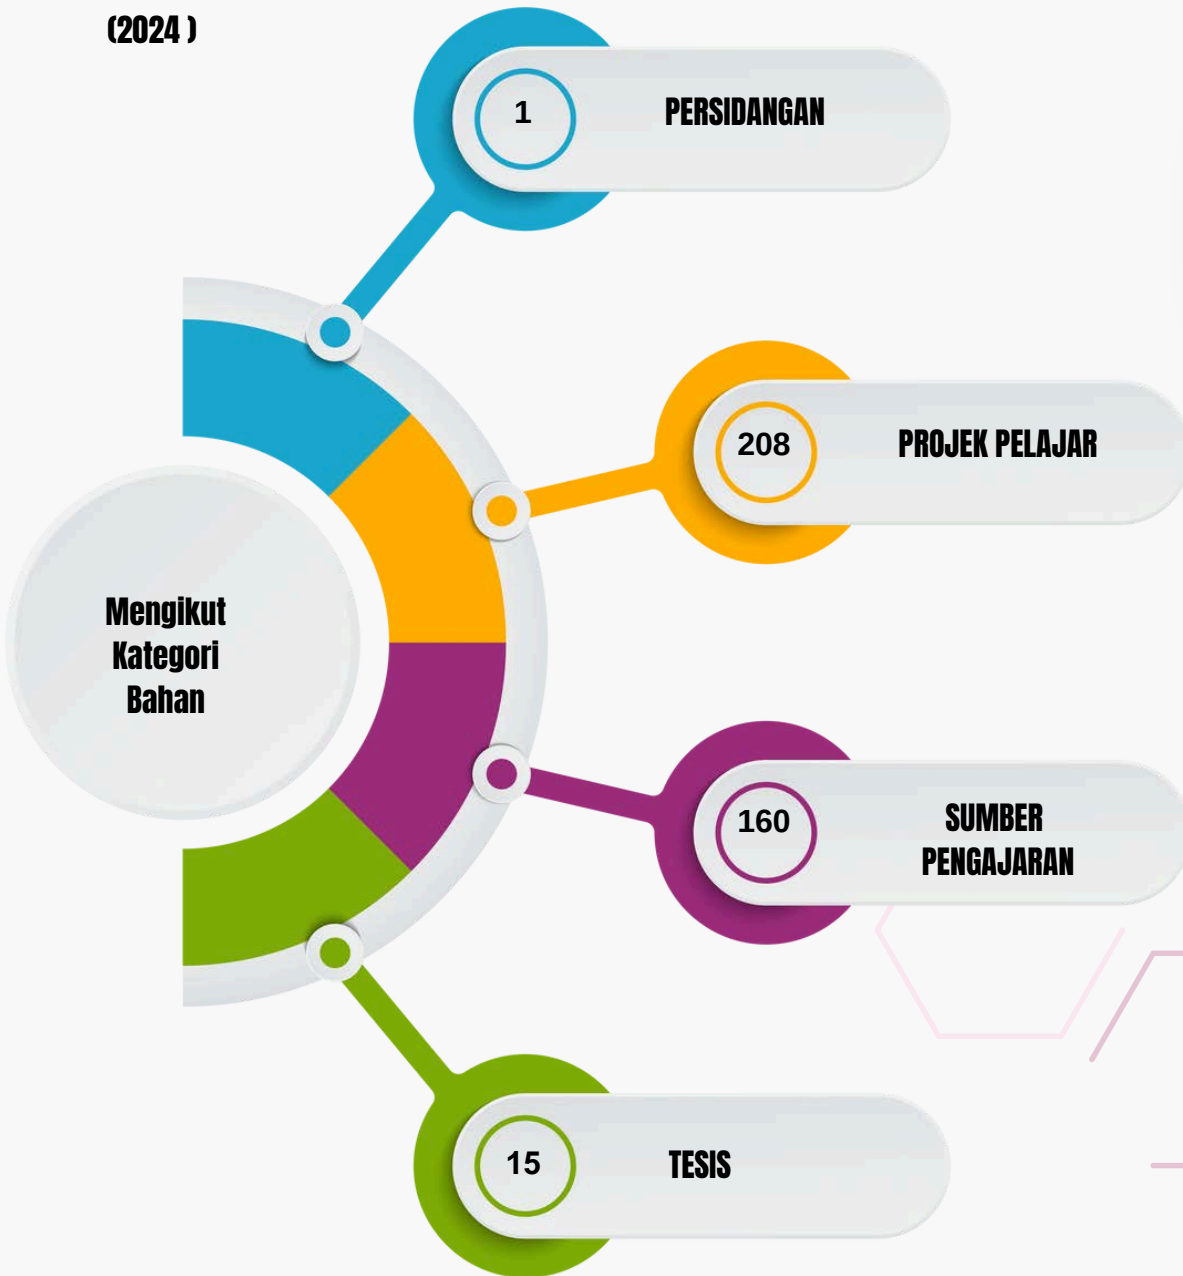 (2024 )
1
PERSIDANGAN
208
PROJEK PELAJAR
Mengikut
Kategori
Bahan
160
SUMBER
PENGAJARAN
15
TESIS